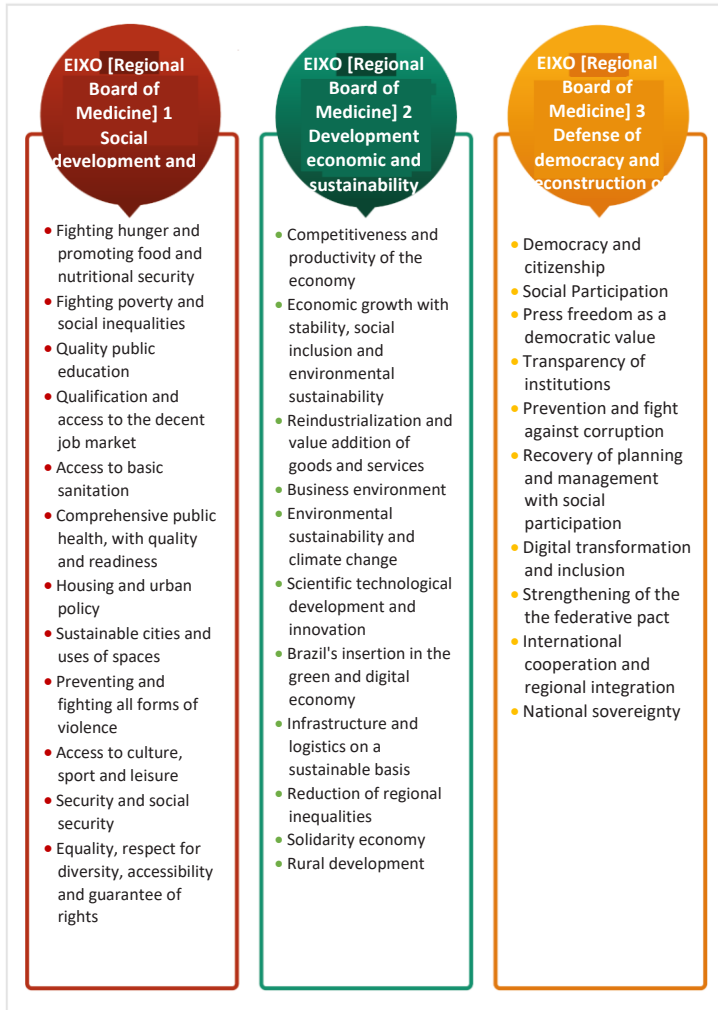 EIXO [Regional
Board of
Medicine] 1
Social
development and
Fighting hunger and
promoting food and
nutritional security
Fighting poverty and
social inequalities
Quality public
education
Qualification and
access to the decent
job market
Access to basic
sanitation
Comprehensive public
health, with quality
and readiness
Housing and urban
policy
Sustainable cities and
uses of spaces
Preventing and
fighting all forms of
violence
Access to culture,
sport and leisure
Security and social
security
Equality, respect for
diversity, accessibility
and guarantee of
rights
EIXO [Regional
Board of
Medicine] 2
Development
economic and
sustainability
Competitiveness and
productivity of the
economy
Economic growth with
stability, social
inclusion and
environmental
sustainability
Reindustrialization and
value addition of
goods and services
Business environment
Environmental
sustainability and
climate change
Scientific technological
development and
innovation
Brazil's insertion in the
green and digital
economy
Infrastructure and
logistics on a
sustainable basis
Reduction of regional
inequalities
Solidarity economy
Rural development
EIXO [Regional
Board of
Medicine] 3
Defense of
democracy and
econstruction of
Democracy and
citizenship
Social Participation
Press freedom as a
democratic value
Transparency of
institutions
Prevention and fight
against corruption
Recovery of planning
and management
with social
participation
Digital transformation
and inclusion
Strengthening of the
the federative pact
International
cooperation and
regional integration
National sovereignty